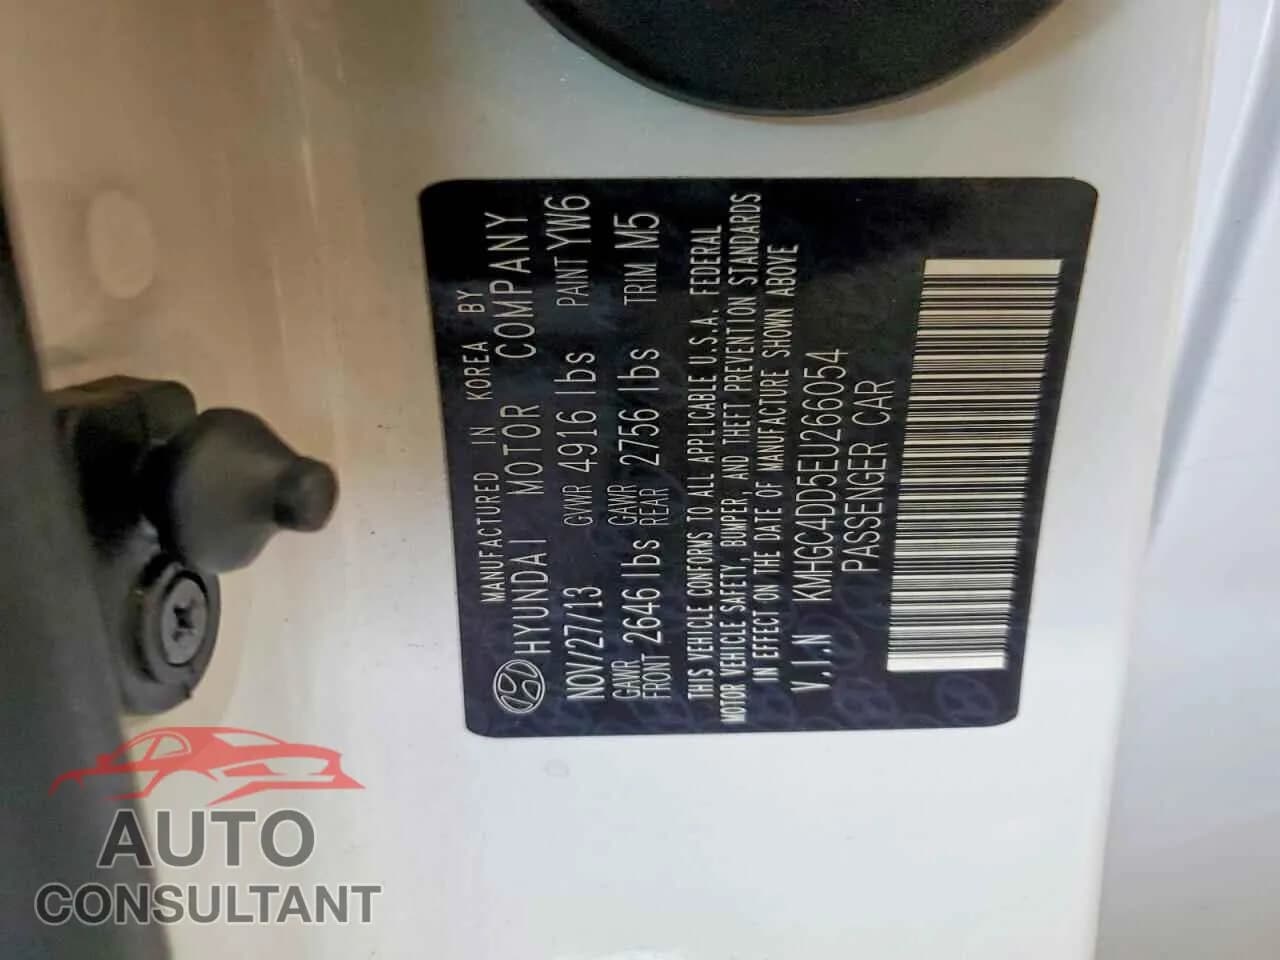 MANUFACTURED IN KOREA BY
HYUNDAI MOTOR COMPANY
NOV/27/13 GVWR 4916 lbs PAINT YW6
GAWR FRONT 2646 lbs GAWR REAR 2756 lbs TRIM M5
THIS VEHICLE CONFORMS TO ALL APPLICABLE U.S.A. FEDERAL
MOTOR VEHICLE SAFETY, BUMPER, AND THEFT PREVENTION STANDARDS
IN EFFECT ON THE DATE OF MANUFACTURE SHOWN ABOVE
V.I.N KMHGC4DD5EU266054
PASSENGER CAR
AUTO
CONSULTANT